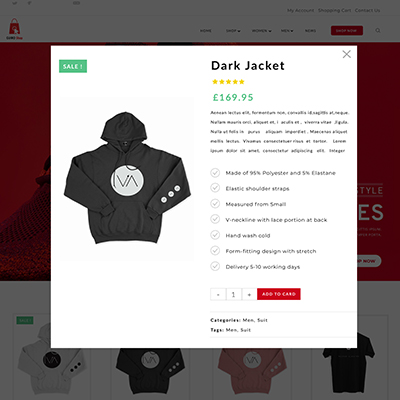 My Account Shopping Cart Contact Us
HOME SHOP WOMEN MEN NEWS SHOP NOW
SALE !
Dark Jacket
£169.95
Aenean lectus elit, fermentum non, convallis id,sagittis at,neque.
Nullam mauris orci, aliquet et, i aculis et , viverra vitae ,ligula.
Nulla ut felis in purus aliquam imperdiet . Maecenas aliquet
mollis lectus. Vivamus consectetuer risus et tortor. Lorem
ipsum dolor sit amet, consectetur adipiscing elit. Integer
Made of 95% Polyester and 5% Elastane
Elastic shoulder straps
Measured from Small
V-neckline with lace portion at back
Hand wash cold
Form-fitting design with stretch
Delivery 5-10 working days
- 1 + ADD TO CARD
Categories: Men, Suit
Tags: Men, Suit